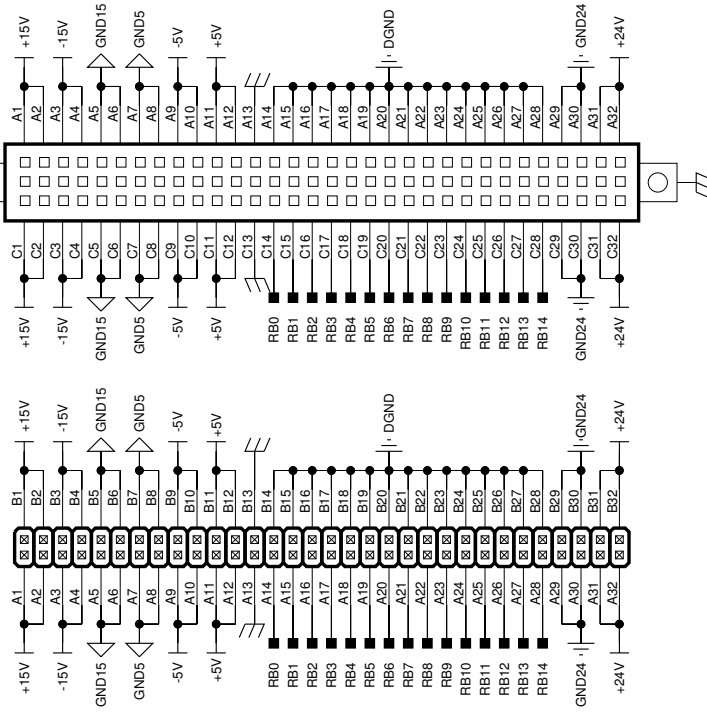 +15V -15V GND15 GND5 -5V +5V DGND GND24 +24V
A1 A2 A3 A4 A5 A6 A7 A8 A9 A10 A11 A12 A13 A14 A15 A16 A17 A18 A19 A20 A21 A22 A23 A24 A25 A26 A27 A28 A29 A30 A31 A32
C1 C2 C3 C4 C5 C6 C7 C8 C9 C10 C11 C12 C13 C14 C15 C16 C17 C18 C19 C20 C21 C22 C23 C24 C25 C26 C27 C28 C29 C30 C31 C32
+15V -15V GND15 GND5 -5V +5V RB0 RB1 RB2 RB3 RB4 RB5 RB6 RB7 RB8 RB9 RB10 RB11 RB12 RB13 RB14 GND24 +24V
+15V -15V GND15 GND5 -5V +5V DGND GND24 +24V
B1 B2 B3 B4 B5 B6 B7 B8 B9 B10 B11 B12 B13 B14 B15 B16 B17 B18 B19 B20 B21 B22 B23 B24 B25 B26 B27 B28 B29 B30 B31 B32
A1 A2 A3 A4 A5 A6 A7 A8 A9 A10 A11 A12 A13 A14 A15 A16 A17 A18 A19 A20 A21 A22 A23 A24 A25 A26 A27 A28 A29 A30 A31 A32
+15V -15V GND15 GND5 -5V +5V RB0 RB1 RB2 RB3 RB4 RB5 RB6 RB7 RB8 RB9 RB10 RB11 RB12 RB13 RB14 GND24 +24V